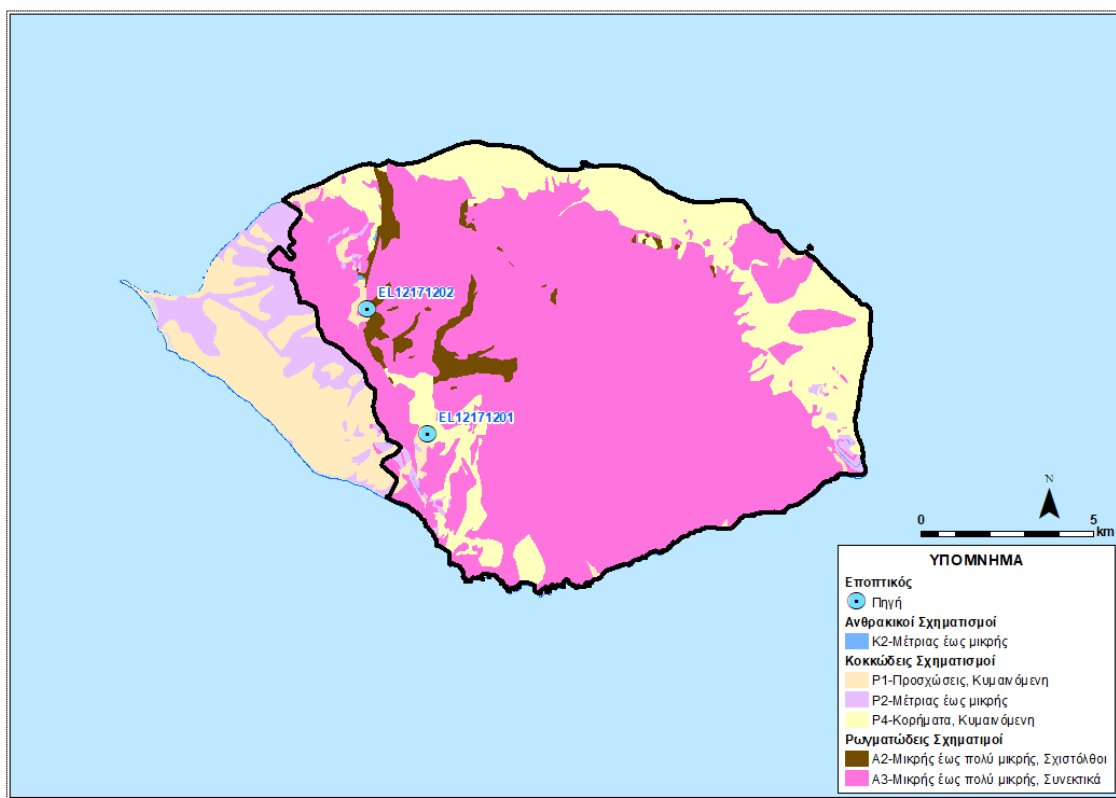 EL12171202
EL12171201
N
0 5
km
ΥΠΟΜΝΗΜΑ
Εποπτικός
Πηγή
Ανθρακικοί Σχηματισμοί
Κ2-Μέτριας έως μικρής
Κοκκώδεις Σχηματισμοί
Ρ1-Προσχώσεις, Κυμαινόμενη
Ρ2-Μέτριας έως μικρής
Ρ4-Κορήματα, Κυμαινόμενη
Ρωγματώδεις Σχηματιμοί
Α2-Μικρής έως πολύ μικρής, Σχιστόλθοι
Α3-Μικρής έως πολύ μικρής, Συνεκτικά